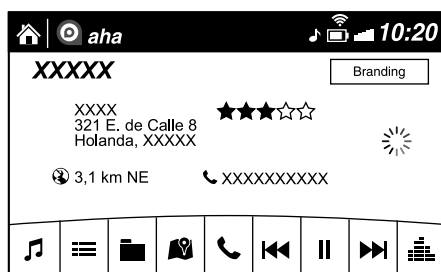 aha 10:20
XXXXX
Branding
XXXX
321 E. de Calle 8
Holanda, XXXXX
3,1 km NE XXXXXXXXXX